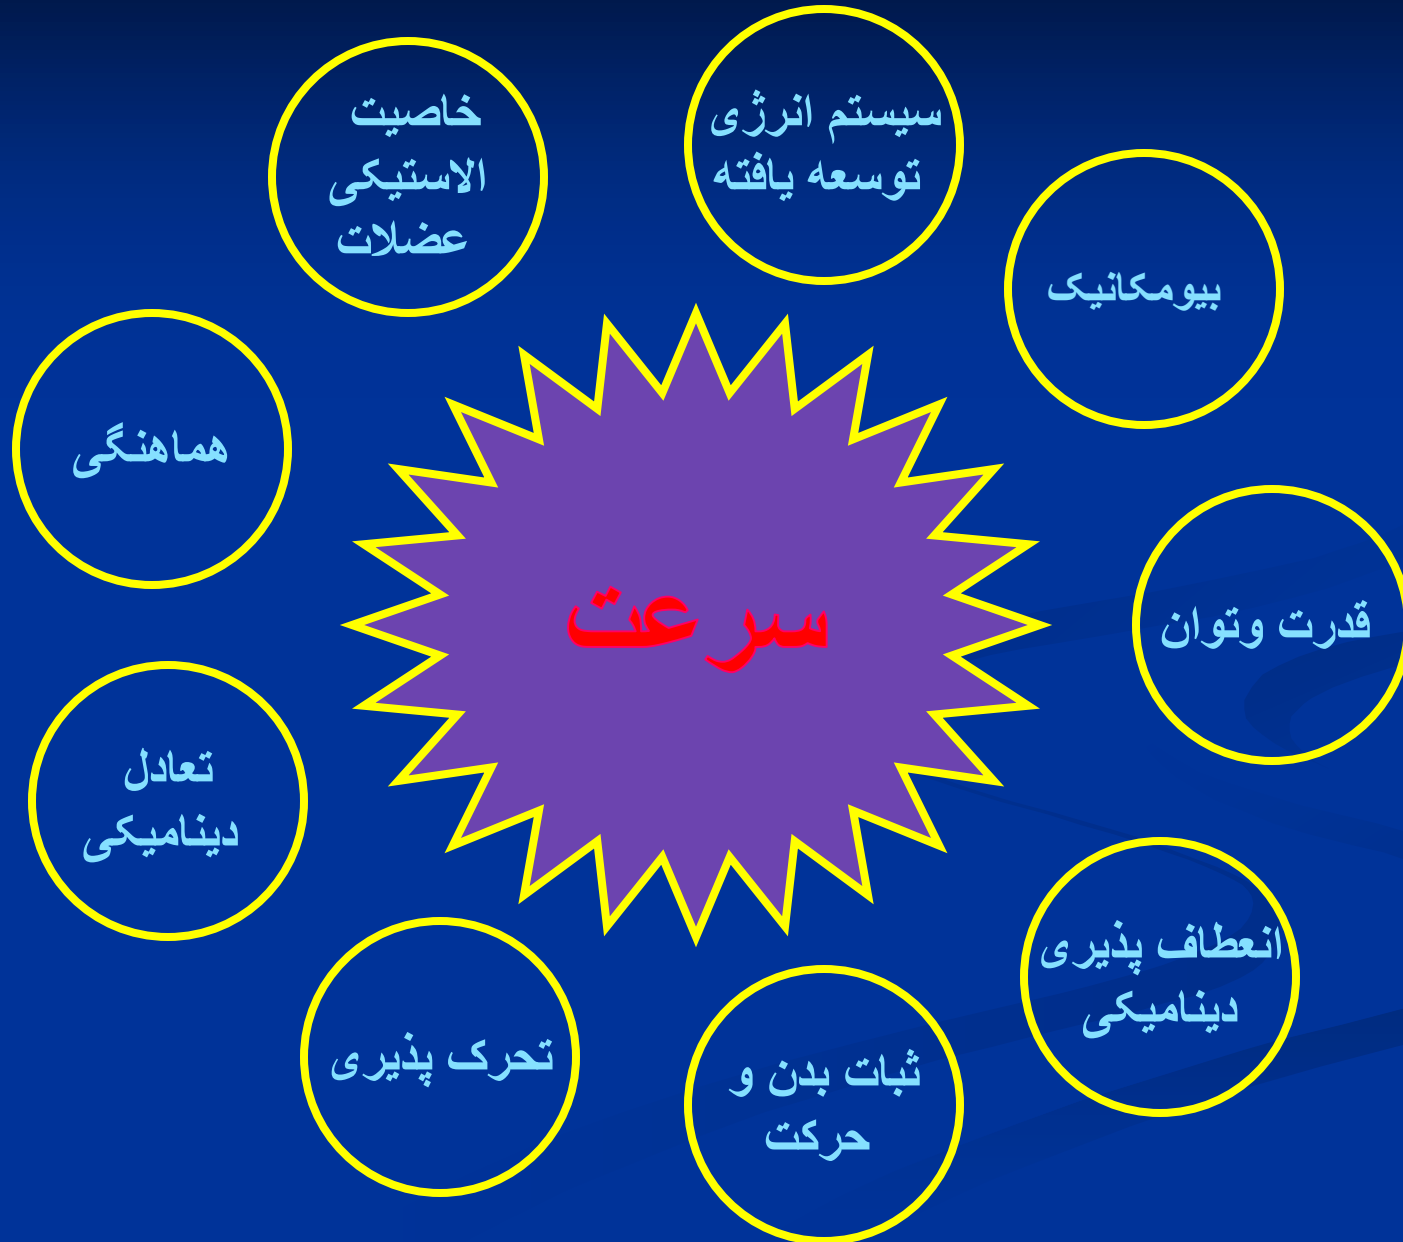 سیستم انرژی
توسعه یافته
خاصیت
الاستیکی
عضلات
بیومکانیک
هماهنگی
سرعت
قدرت وتوان
تعادل
دینامیکی
انعطاف پذیری
دینامیکی
تحرک پذیری
ثبات بدن و
حرکت